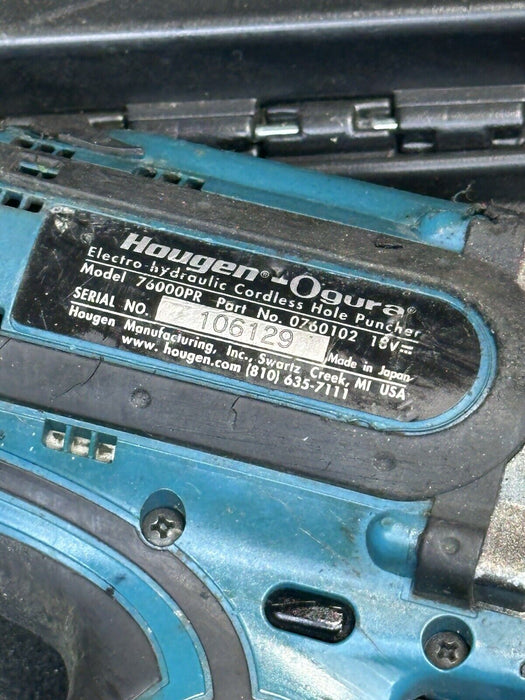 Hougen® Ogura®
Electro-hydraulic Cordless Hole Puncher
Model 76000PR Part No. 0760102 18V⎓
SERIAL NO. 106129 Made in Japan
Hougen Manufacturing, Inc., Swartz Creek, MI USA
www. hougen.com (810) 635-7111